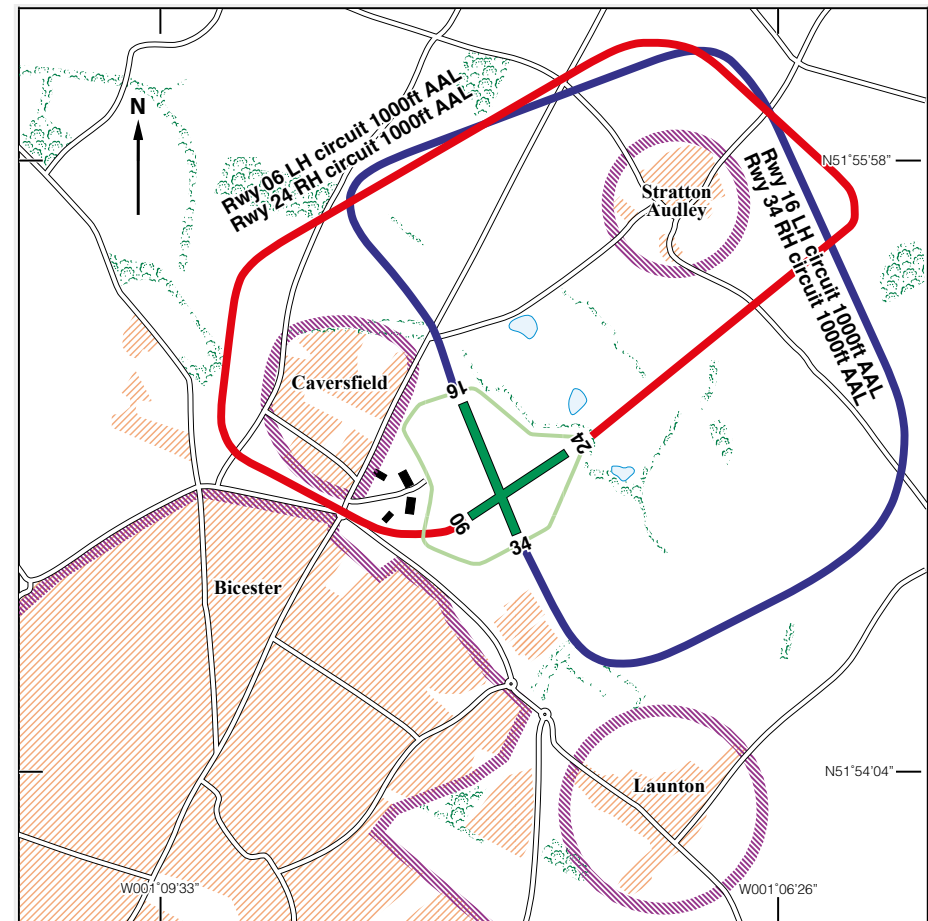 N
Rwy 06 LH circuit 1000ft AAL
Rwy 24 RH circuit 1000ft AAL
N51°55'58"
Stratton
Audley
Rwy 16 LH circuit 1000ft AAL
Rwy 34 RH circuit 1000ft AAL
Caversfield
16
24
06
34
Bicester
N51°54'04"
Launton
W001°09'33"
W001°06'26"